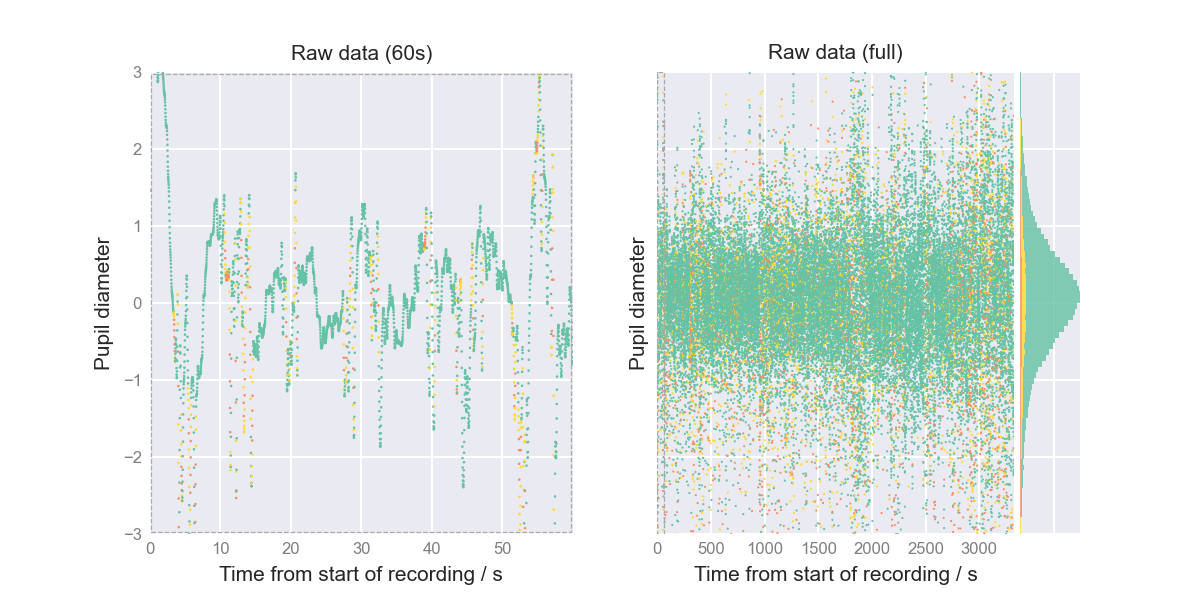 Raw data (60s)
3
2
1
0
−1
−2
−3
Pupil diameter
0 10 20 30 40 50
Time from start of recording / s
Raw data (full)
Pupil diameter
0 500 1000 1500 2000 2500 3000
Time from start of recording / s